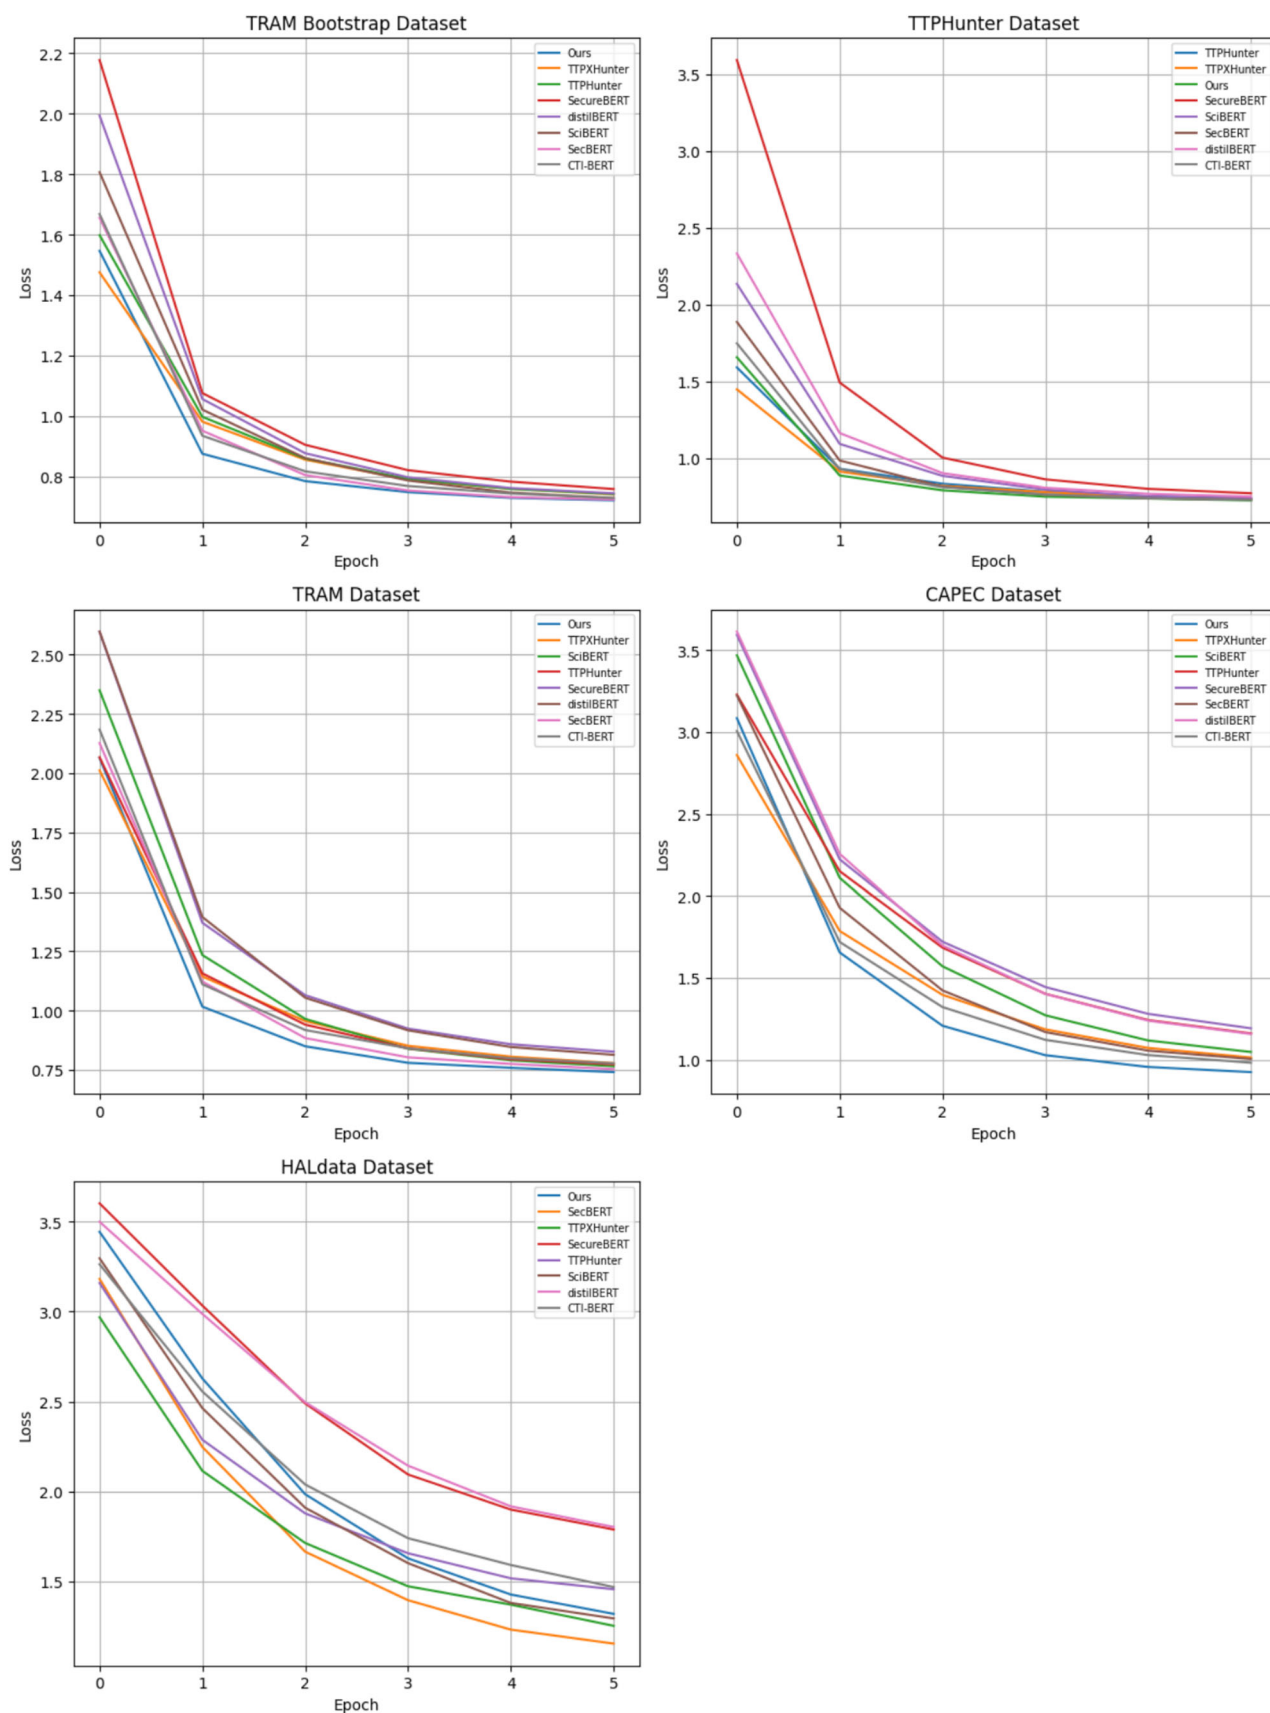 TRAM Bootstrap Dataset
2.2
2.0
1.8
1.6
1.4
1.2
1.0
0.8
Loss
0 1 2 3 4 5
Epoch
Ours
TTPXHunter
TTPHunter
SecureBERT
distilBERT
SciBERT
SecBERT
CTI-BERT
TTPHunter Dataset
3.5
3.0
2.5
2.0
1.5
1.0
Loss
0 1 2 3 4 5
Epoch
TTPHunter
TTPXHunter
Ours
SecureBERT
SciBERT
SecBERT
distilBERT
CTI-BERT
TRAM Dataset
2.50
2.25
2.00
1.75
1.50
1.25
1.00
0.75
Loss
0 1 2 3 4 5
Epoch
Ours
TTPXHunter
SciBERT
TTPHunter
SecureBERT
distilBERT
SecBERT
CTI-BERT
CAPEC Dataset
3.5
3.0
2.5
2.0
1.5
1.0
Loss
0 1 2 3 4 5
Epoch
Ours
TTPXHunter
SciBERT
TTPHunter
SecureBERT
SecBERT
distilBERT
CTI-BERT
HALdata Dataset
3.5
3.0
2.5
2.0
1.5
Loss
0 1 2 3 4 5
Epoch
Ours
SecBERT
TTPXHunter
SecureBERT
TTPHunter
SciBERT
distilBERT
CTI-BERT